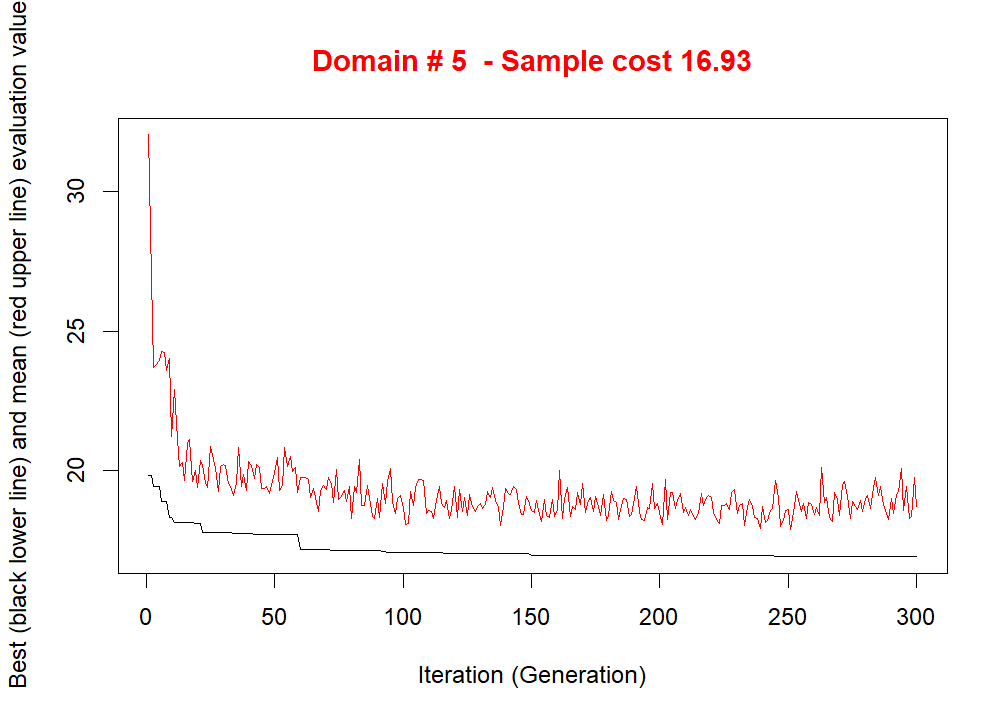 Domain # 5  - Sample cost 16.93
Best (black lower line) and mean (red upper line) evaluation value
30
25
20
0 50 100 150 200 250 300
Iteration (Generation)